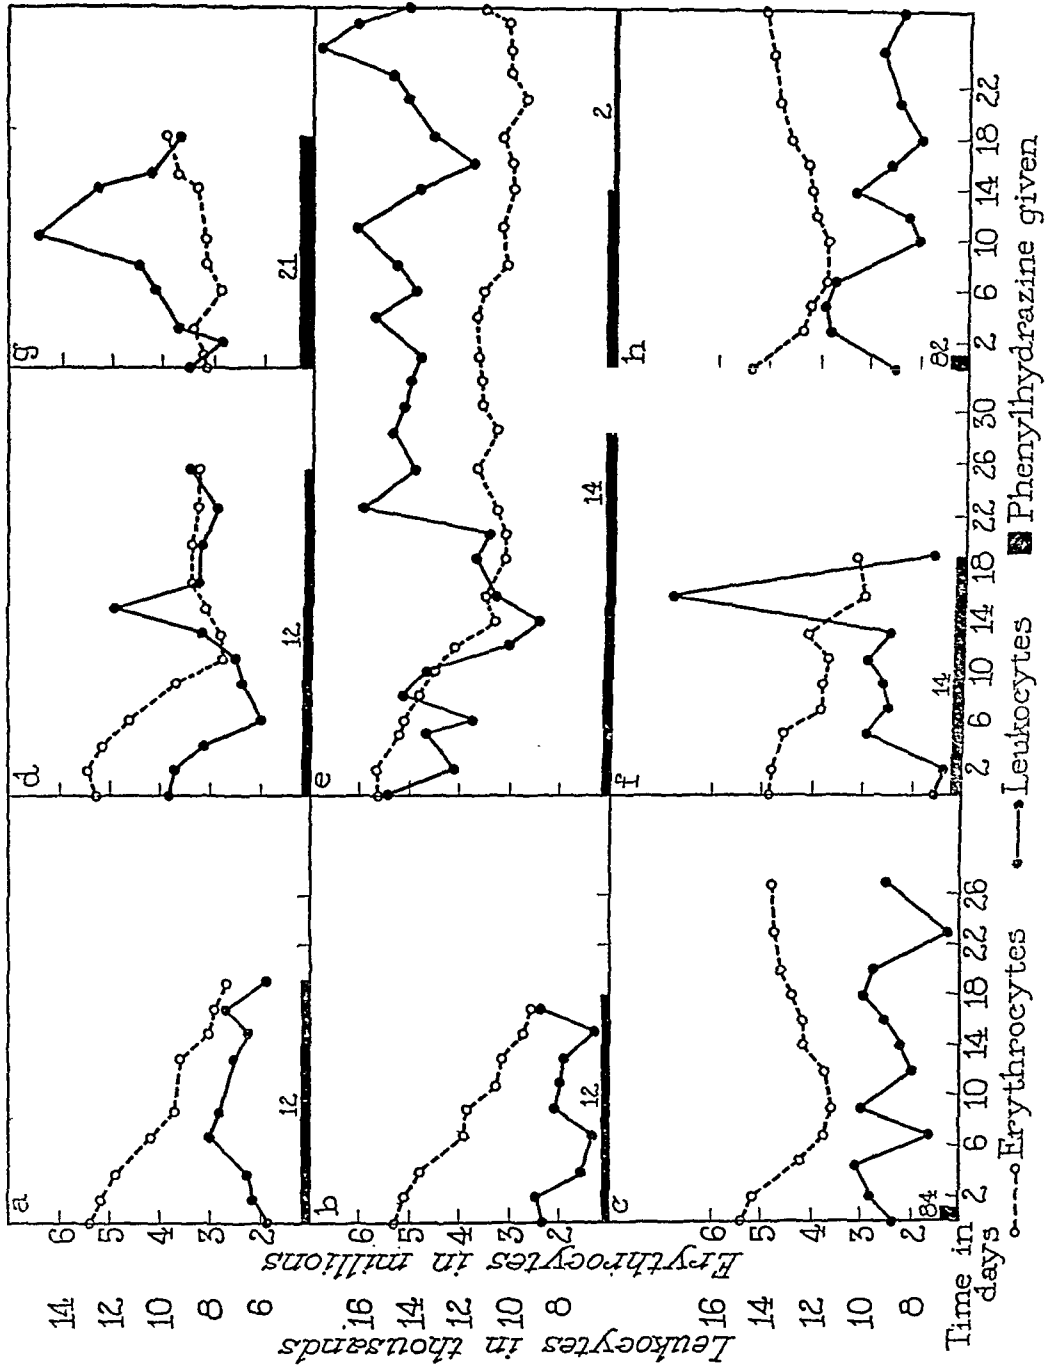 a
d
g
14 6
12 5
10 4
8 3
6 2
12
12
21
b
e
16 6
14 5
12 4
10 3
8 2
12
14
2
c
f
h
16 6
14 5
12 4
10 3
8 2
84
14
82
Leukocytes in thousands
Erythrocytes in millions
Time in days
2 6 10 14 18 22 26
2 6 10 14 18 22 26 30
2 6 10 14 18 22
Erythrocytes
Leukocytes
Phenylhydrazine given